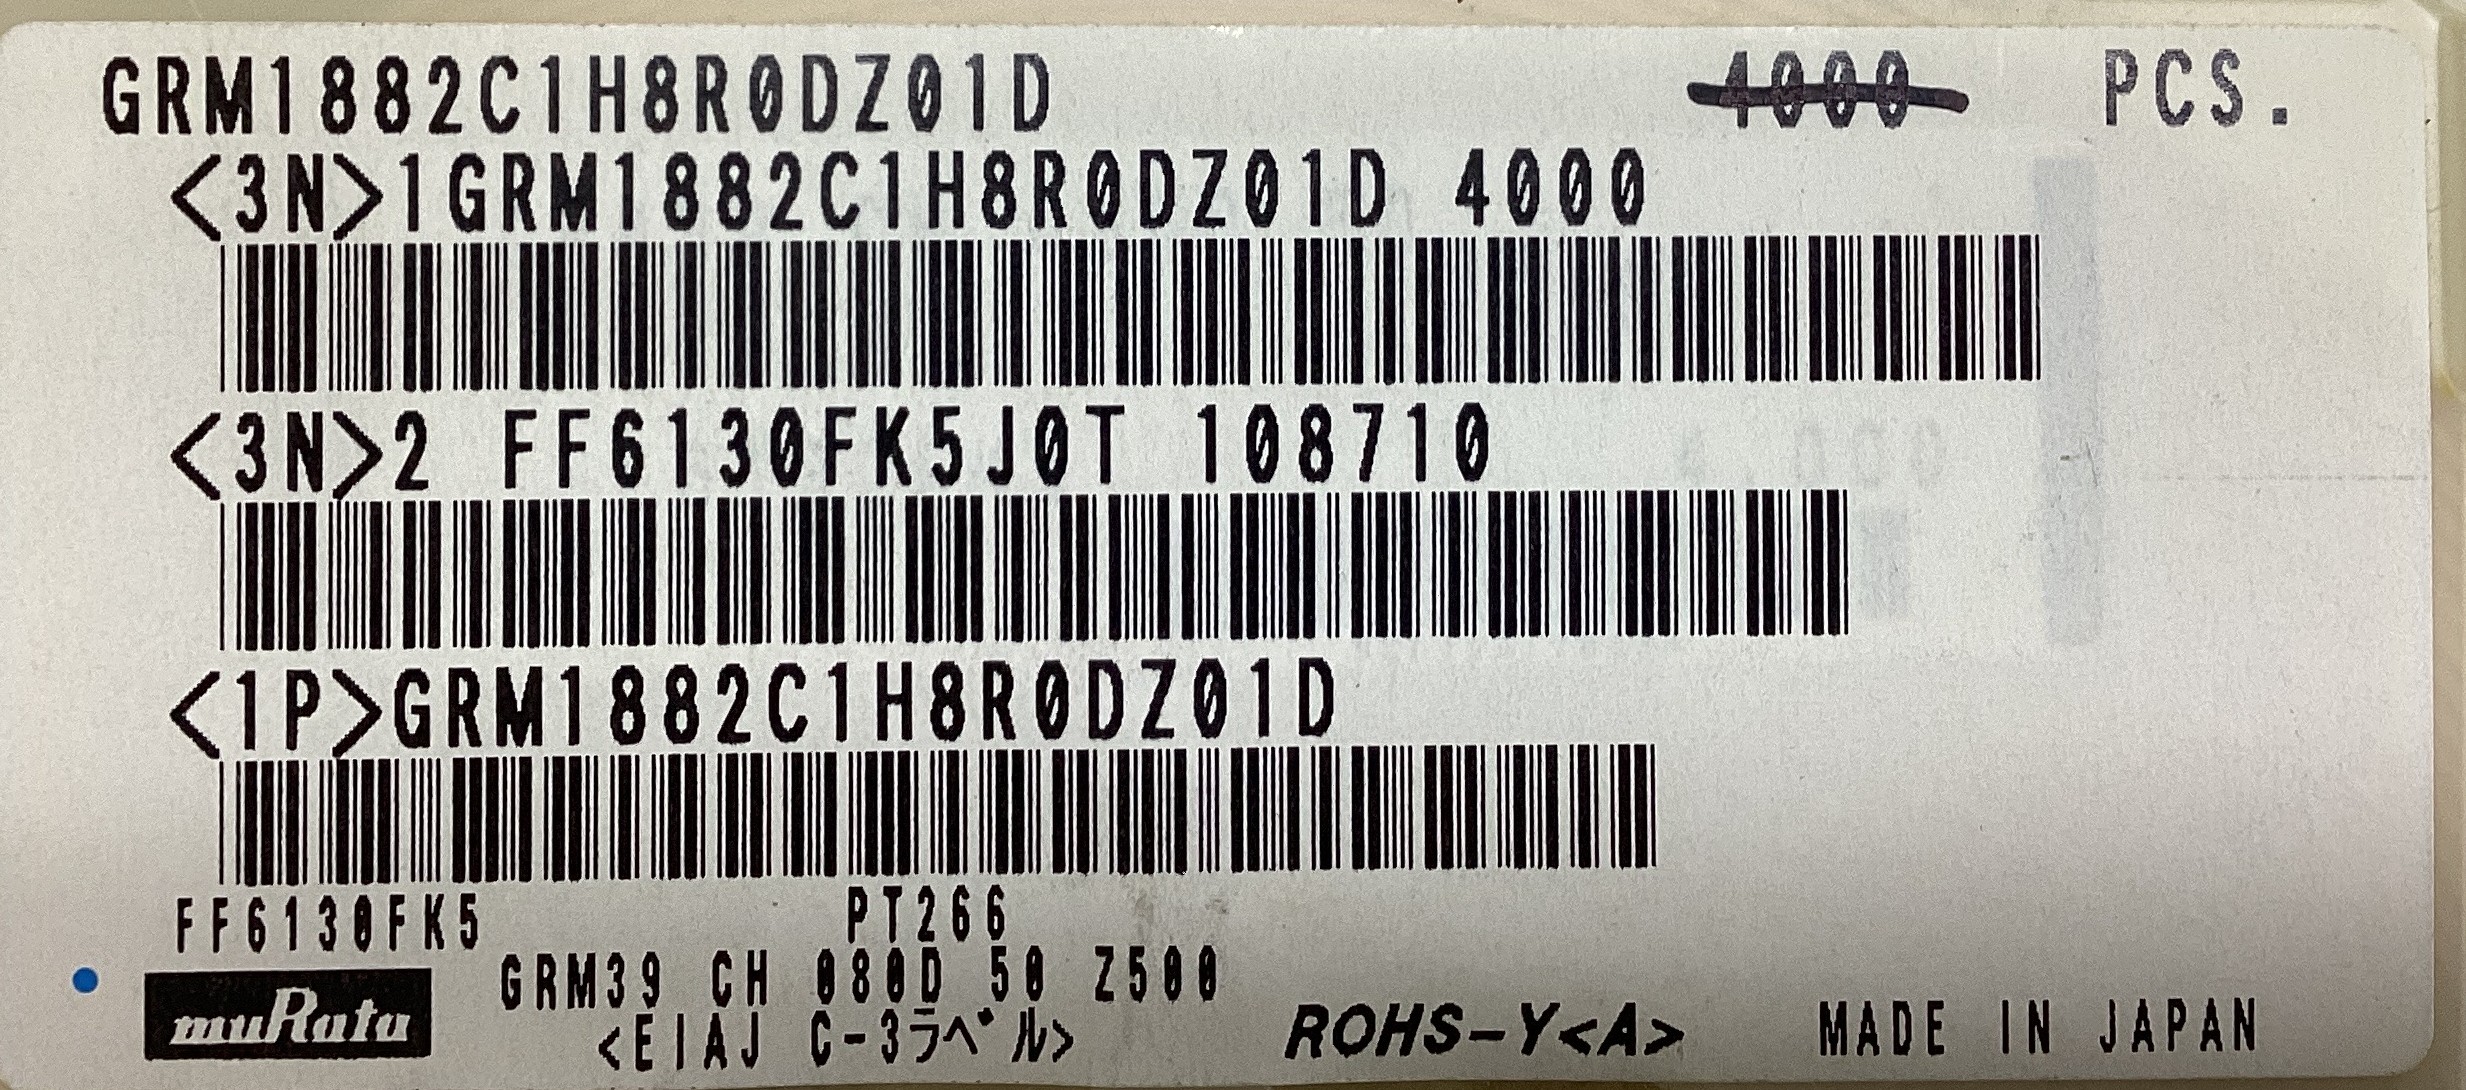 GRM1882C1H8R0DZ01D 4000 PCS.
<3N>1GRM1882C1H8R0DZ01D 4000
<3N>2 FF6130FK5J0T 108710
<1P>GRM1882C1H8R0DZ01D
FF6130FK5 PT266
GRM39 CH 080D 50 Z500
muRata
<EIAJ C-3ラベル>
ROHS-Y<A> MADE IN JAPAN